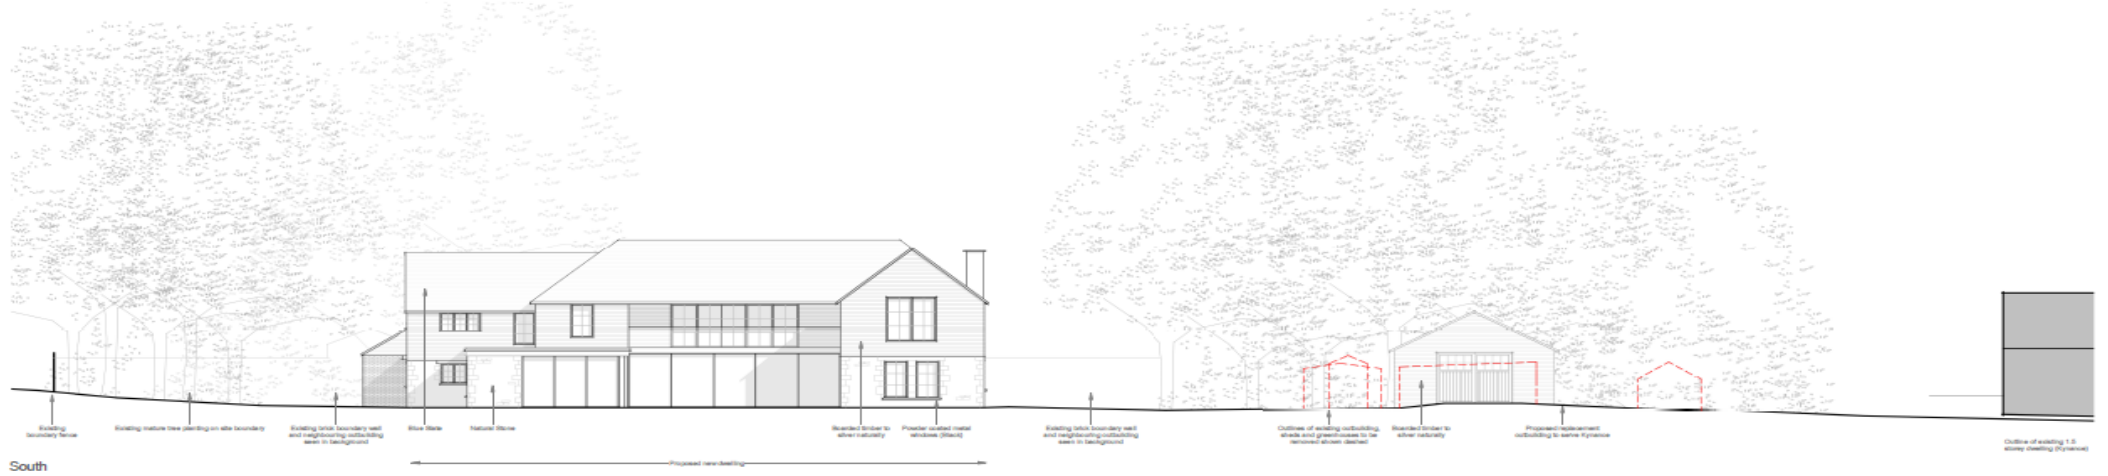 Existing
boundary fence
Existing mature tree planting on site boundary
Existing brick boundary wall
and neighbouring outbuilding
seen in background
Blue Slate
Natural Stone
Boarded timber to
silver naturally
Powder coated metal
windows (Black)
Existing brick boundary wall
and neighbouring outbuilding
seen in background
Outlines of existing outbuilding,
sheds and greenhouses to be
removed shown dashed
Boarded timber to
silver naturally
Proposed replacement
outbuilding to serve Kynance
Outline of existing 1.5
storey dwelling (Kynance)
Proposed new dwelling
South